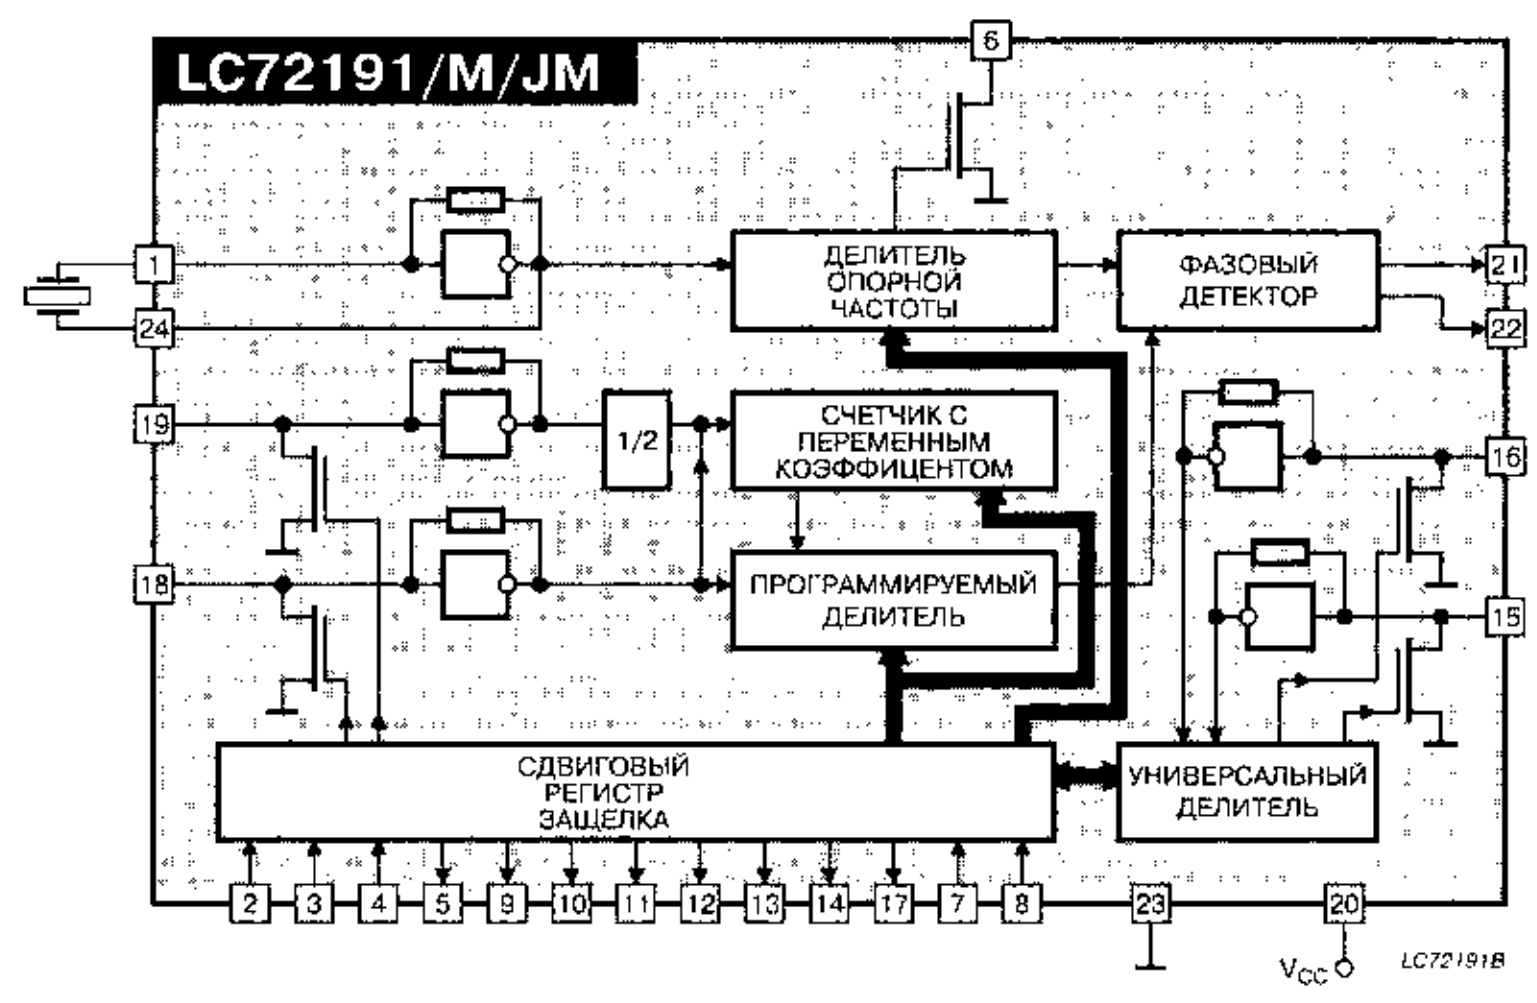 LC72191/M/JM
6
1
24
19
18
ДЕЛИТЕЛЬ
ОПОРНОЙ
ЧАСТОТЫ
ФАЗОВЫЙ
ДЕТЕКТОР
21
22
1/2
СЧЕТЧИК С
ПЕРЕМЕННЫМ
КОЭФФИЦЕНТОМ
16
ПРОГРАММИРУЕМЫЙ
ДЕЛИТЕЛЬ
15
СДВИГОВЫЙ
РЕГИСТР
ЗАЩЕЛКА
УНИВЕРСАЛЬНЫЙ
ДЕЛИТЕЛЬ
2 3 4 5 9 10 11 12 13 14 17 7 8 23 20
VCC
LC72191B